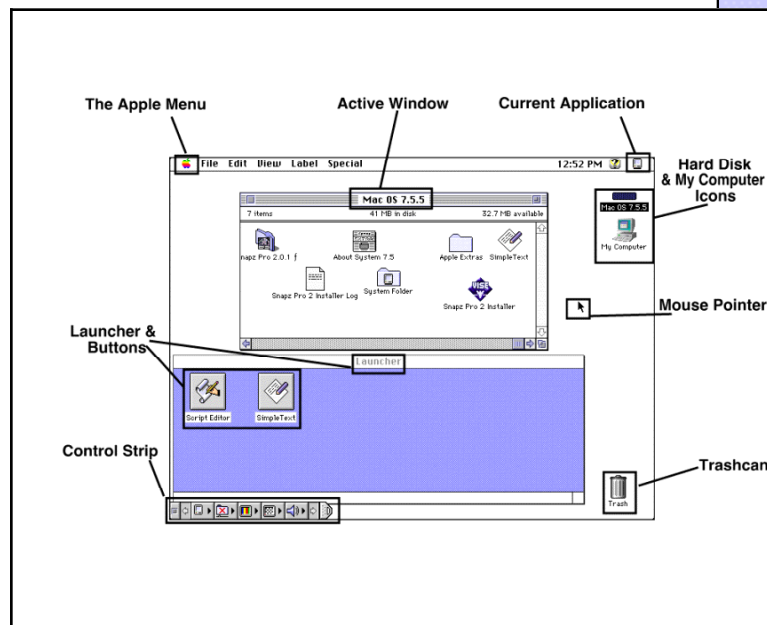 The Apple Menu
Active Window
Current Application
File Edit View Label Special
12:52 PM
Hard Disk
& My Computer
Icons
Mac OS 7.5.5
7 items
41 MB in disk
32.7 MB available
Mac OS 7.5.5
My Computer
napz Pro 2.0.1 ƒ
About System 7.5
Apple Extras
SimpleText
Snapz Pro 2 Installer Log
System Folder
VISE
Snapz Pro 2 Installer
Mouse Pointer
Launcher &
Buttons
Launcher
Script Editor
SimpleText
Control Strip
Trashcan
Trash